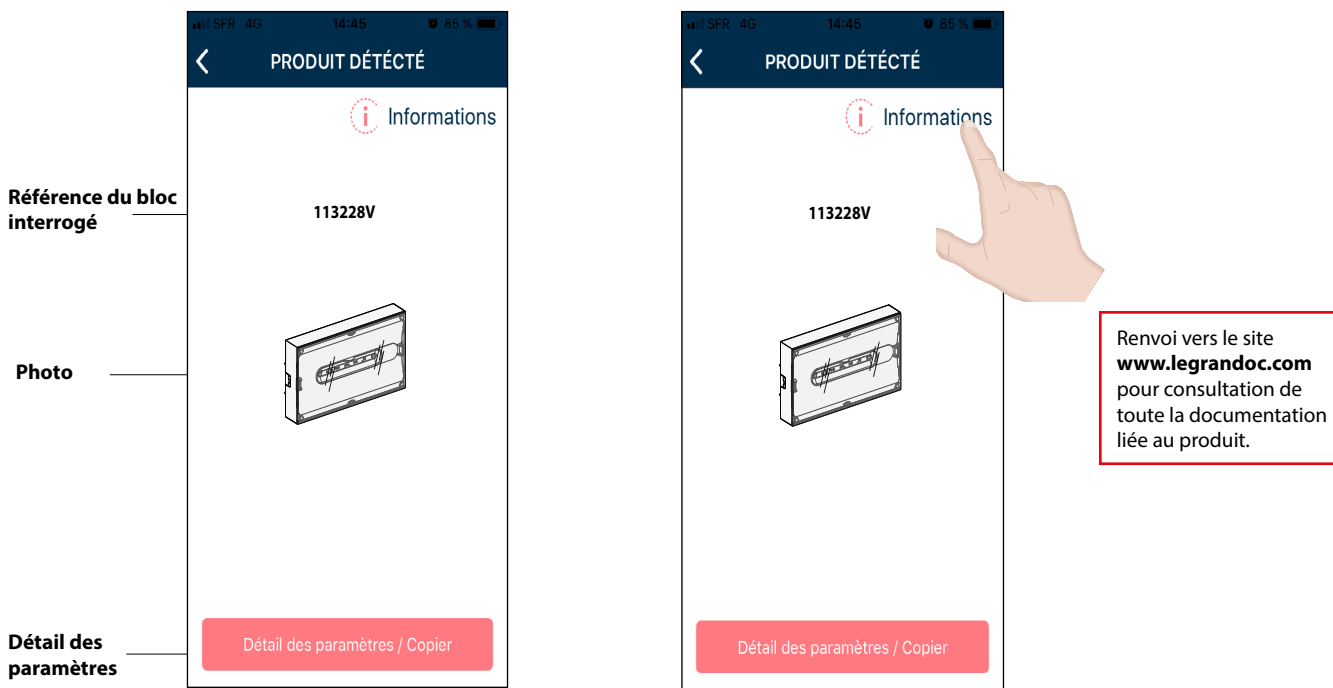 SFR 4G 14:45 85 %
PRODUIT DÉTÉCTÉ
i Informations
Référence du bloc
interrogé
113228V
Photo
Détail des
paramètres
Détail des paramètres / Copier
SFR 4G 14:45 85 %
PRODUIT DÉTÉCTÉ
i Informations
113228V
Détail des paramètres / Copier
Renvoi vers le site
www.legrandoc.com
pour consultation de
toute la documentation
liée au produit.